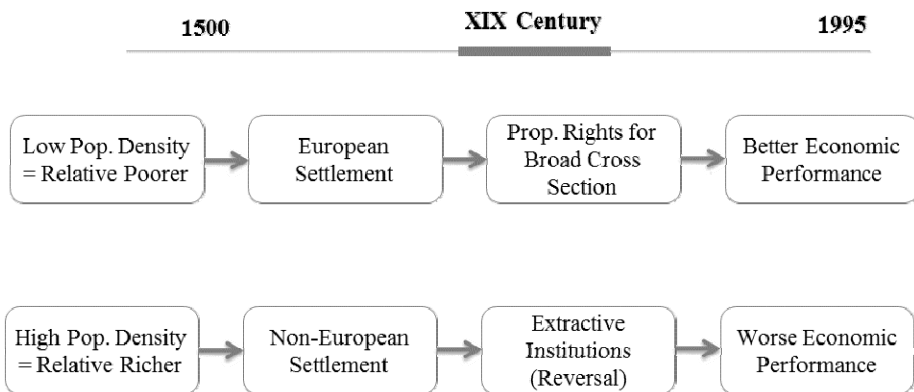 1500
XIX Century
1995
Low Pop. Density
= Relative Poorer
European
Settlement
Prop. Rights for
Broad Cross
Section
Better Economic
Performance
High Pop. Density
= Relative Richer
Non-European
Settlement
Extractive
Institutions
(Reversal)
Worse Economic
Performance